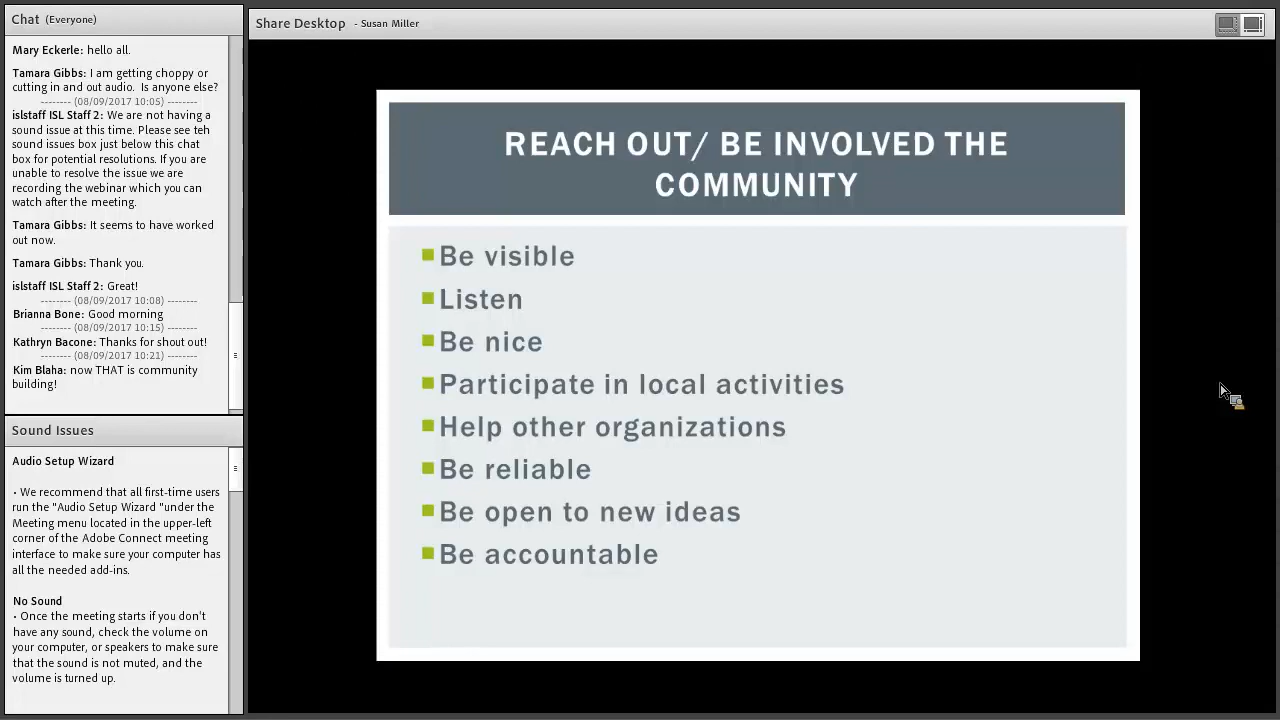 Chat (Everyone)
Mary Eckerle: hello all.
Tamara Gibbs: I am getting choppy or
cutting in and out audio. Is anyone else?
-------- (08/09/2017 10:05) --------
islstaff ISL Staff 2: We are not having a
sound issue at this time. Please see teh
sound issues box just below this chat
box for potential resolutions. If you are
unable to resolve the issue we are
recording the webinar which you can
watch after the meeting.
Tamara Gibbs: It seems to have worked
out now.
Tamara Gibbs: Thank you.
islstaff ISL Staff 2: Great!
-------- (08/09/2017 10:08) --------
Brianna Bone: Good morning
-------- (08/09/2017 10:15) --------
Kathryn Bacone: Thanks for shout out!
-------- (08/09/2017 10:21) --------
Kim Blaha: now THAT is community
building!
Sound Issues
Audio Setup Wizard
• We recommend that all first-time users
run the "Audio Setup Wizard "under the
Meeting menu located in the upper-left
corner of the Adobe Connect meeting
interface to make sure your computer has
all the needed add-ins.
No Sound
• Once the meeting starts if you don't
have any sound, check the volume on
your computer, or speakers to make sure
that the sound is not muted, and the
volume is turned up.
Share Desktop - Susan Miller
REACH OUT/ BE INVOLVED THE
COMMUNITY
Be visible
Listen
Be nice
Participate in local activities
Help other organizations
Be reliable
Be open to new ideas
Be accountable